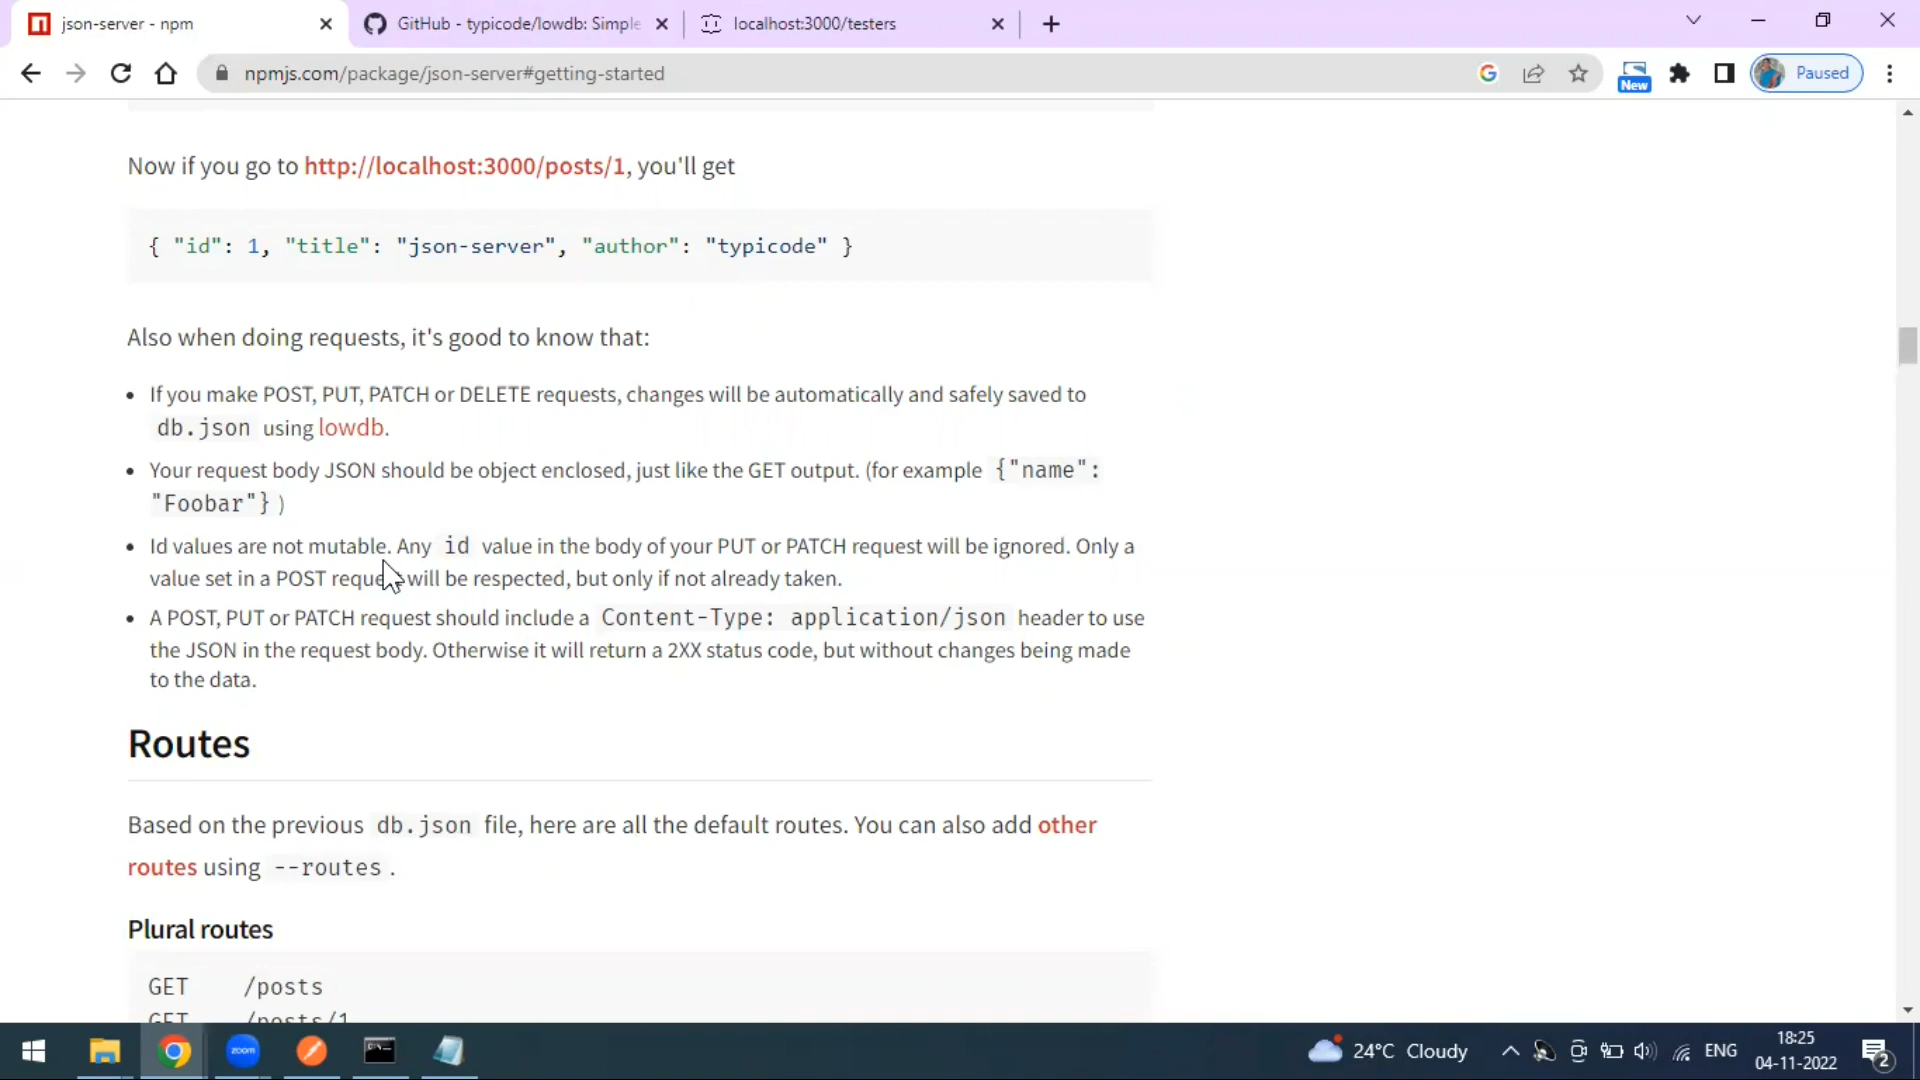 json-server - npm
GitHub - typicode/lowdb: Simple
localhost:3000/testers
npmjs.com/package/json-server#getting-started
New
Paused
Now if you go to http://localhost:3000/posts/1, you'll get
{ "id": 1, "title": "json-server", "author": "typicode" }
Also when doing requests, it's good to know that:
If you make POST, PUT, PATCH or DELETE requests, changes will be automatically and safely saved to
db.json using lowdb.
Your request body JSON should be object enclosed, just like the GET output. (for example {"name":
"Foobar"} )
Id values are not mutable. Any id value in the body of your PUT or PATCH request will be ignored. Only a
value set in a POST request will be respected, but only if not already taken.
A POST, PUT or PATCH request should include a Content-Type: application/json header to use
the JSON in the request body. Otherwise it will return a 2XX status code, but without changes being made
to the data.
Routes
Based on the previous db.json file, here are all the default routes. You can also add other
routes using --routes .
Plural routes
GET /posts
GET /posts/1
zoom
24°C Cloudy
ENG
18:25
04-11-2022
2